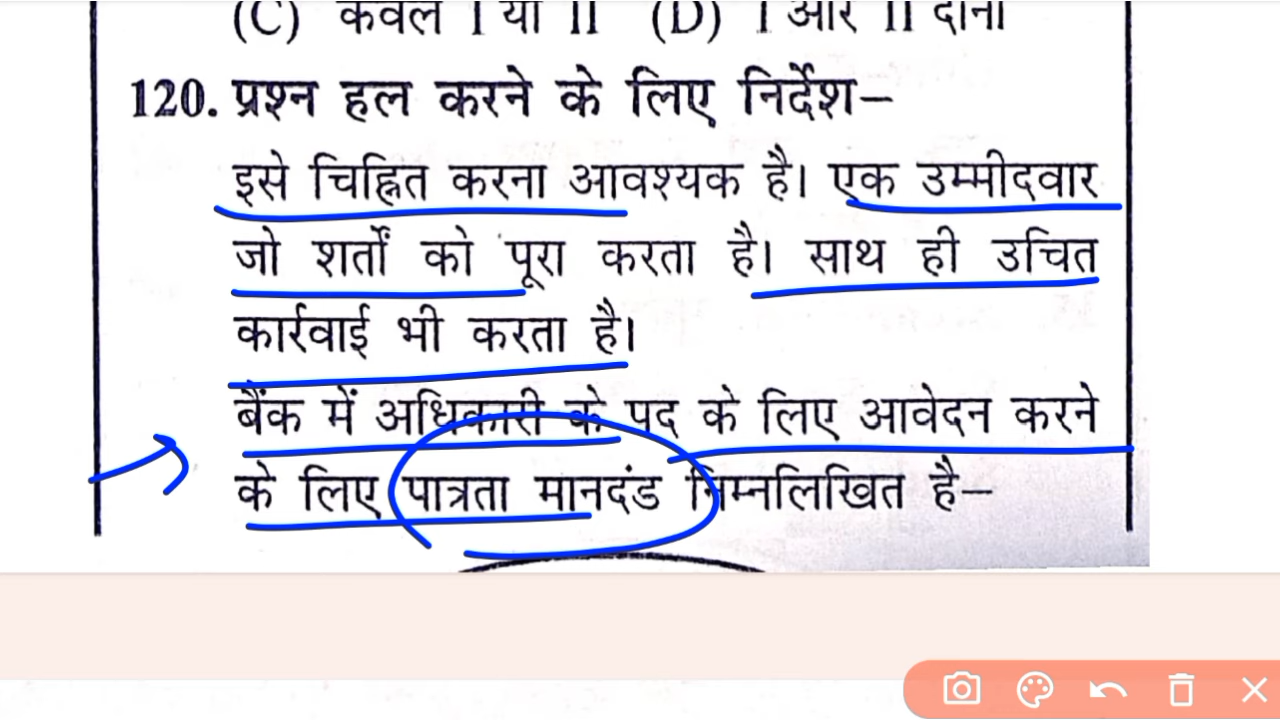 (C) केवल I या II (D) I और II दोनों
120. प्रश्न हल करने के लिए निर्देश–
इसे चिह्नित करना आवश्यक है। एक उम्मीदवार
जो शर्तों को पूरा करता है। साथ ही उचित
कार्रवाई भी करता है।
बैंक में अधिकारी के पद के लिए आवेदन करने
के लिए पात्रता मानदंड निम्नलिखित है–